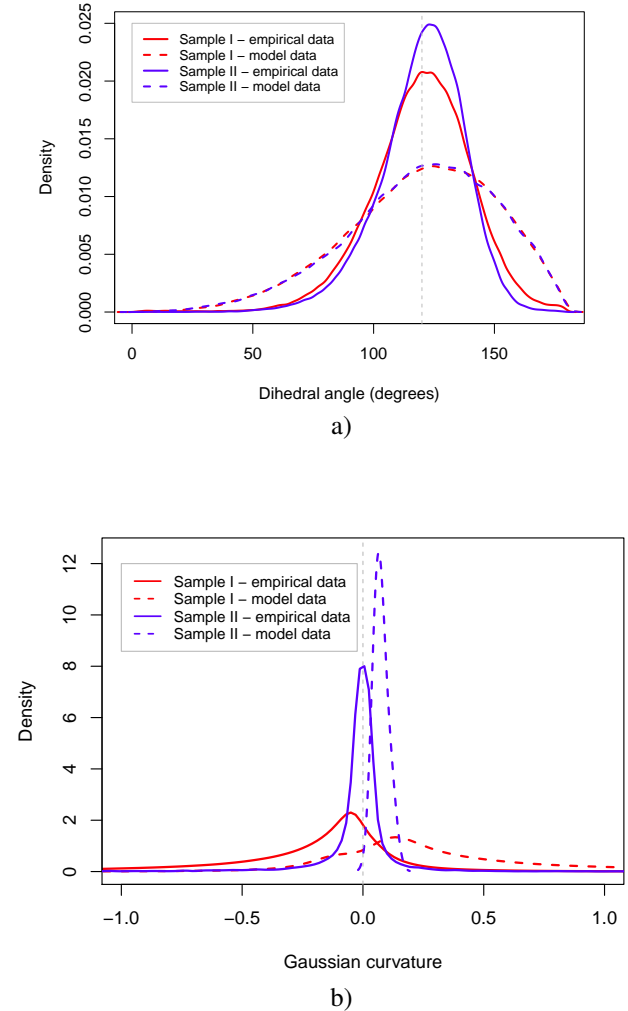 0.025
0.020
0.015
0.010
0.005
0.000
Density
Sample I − empirical data
Sample I − model data
Sample II − empirical data
Sample II − model data
0
50
100
150
Dihedral angle (degrees)
a)
12
10
8
6
4
2
0
Density
Sample I − empirical data
Sample I − model data
Sample II − empirical data
Sample II − model data
−1.0
−0.5
0.0
0.5
1.0
Gaussian curvature
b)